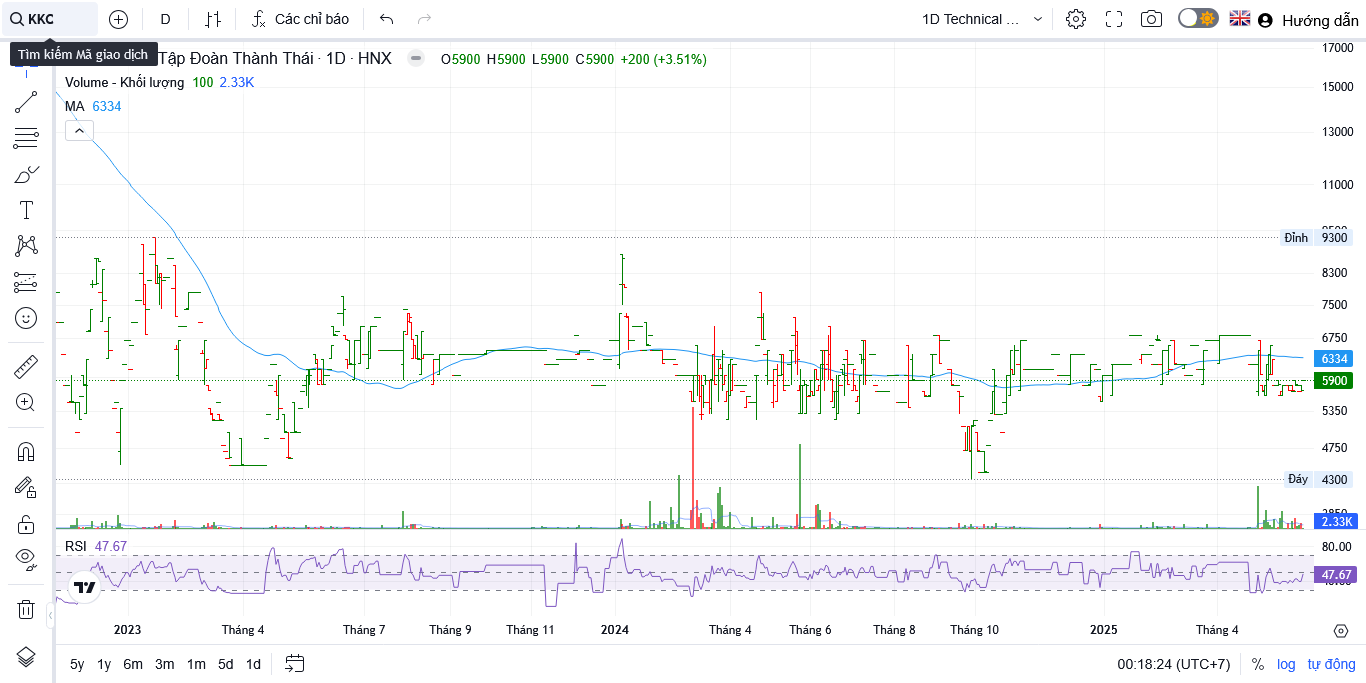 KKC
D
Các chỉ báo
1D Technical ...
Hướng dẫn
Tìm kiếm Mã giao dịch
Tập Đoàn Thành Thái · 1D · HNX
O5900 H5900 L5900 C5900 +200 (+3.51%)
Volume - Khối lượng 100 2.33K
MA 6334
17000
15000
13000
11000
9500
Đỉnh 9300
8300
7500
6750
6334
5900
5350
4750
Đáy 4300
3850
2.33K
RSI 47.67
80.00
47.67
2023
Tháng 4
Tháng 7
Tháng 9
Tháng 11
2024
Tháng 4
Tháng 6
Tháng 8
Tháng 10
2025
Tháng 4
5y 1y 6m 3m 1m 5d 1d
00:18:24 (UTC+7)
% log tự động